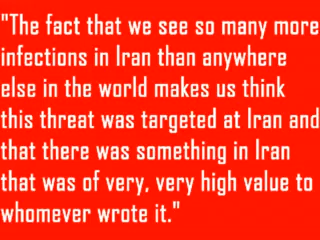 "The fact that we see so many more
infections in Iran than anywhere
else in the world makes us think
this threat was targeted at Iran and
that there was something in Iran
that was of very, very high value to
whomever wrote it."